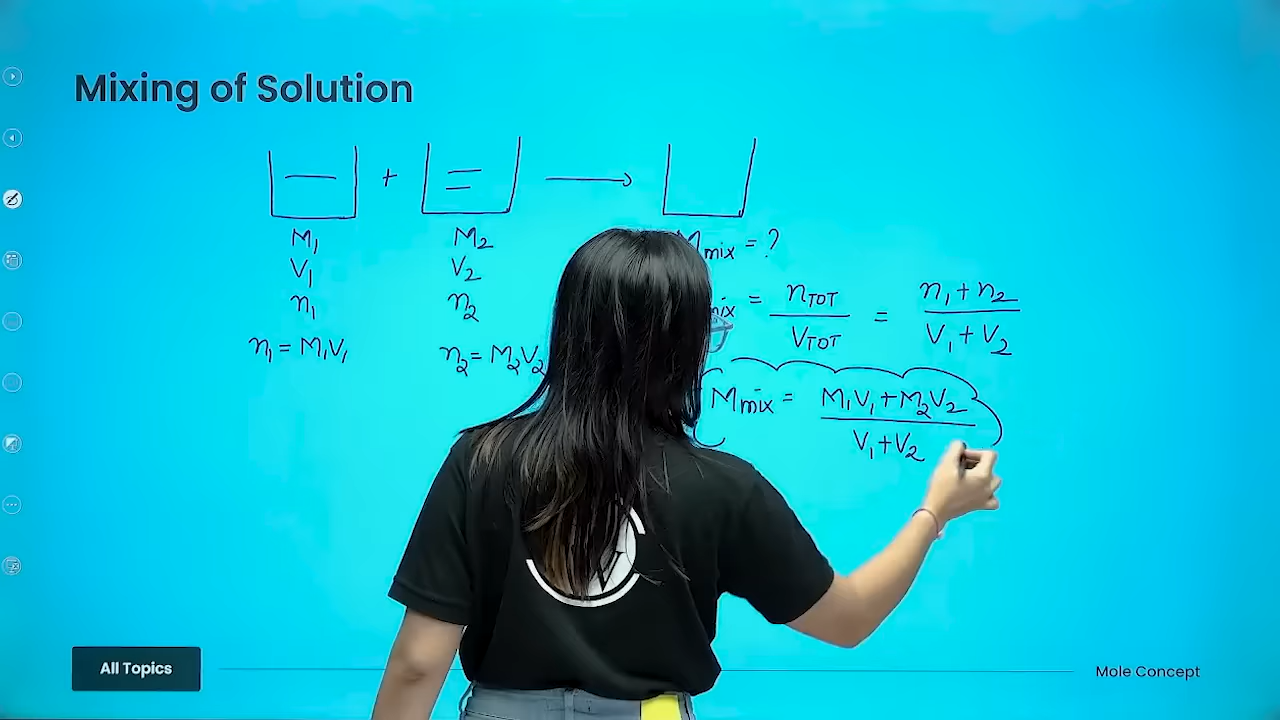 Mixing of Solution
+
M₁ M₂ Mmix = ?
V₁ V₂
n₁ n₂ = nTOT / VTOT = n₁ + n₂ / V₁ + V₂
n₁ = M₁V₁ n₂ = M₂V₂
Mmix = M₁V₁ + M₂V₂ / V₁ + V₂
All Topics
Mole Concept